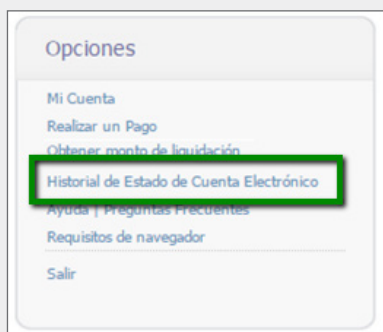 Opciones
Mi Cuenta
Realizar un Pago
Obtener monto de liquidación
Historial de Estado de Cuenta Electrónico
Ayuda | Preguntas Frecuentes
Requisitos de navegador
Salir